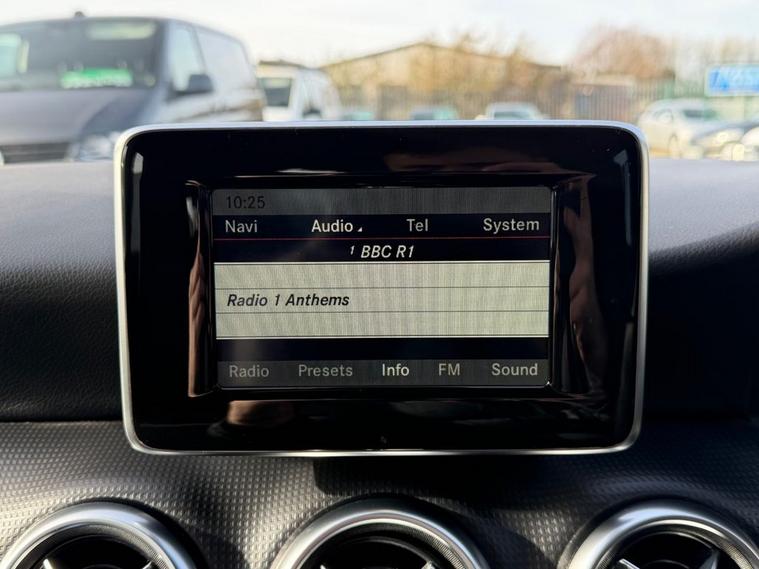 10:25
Navi Audio Tel System
1 BBC R1
Radio 1 Anthems
Radio Presets Info FM Sound